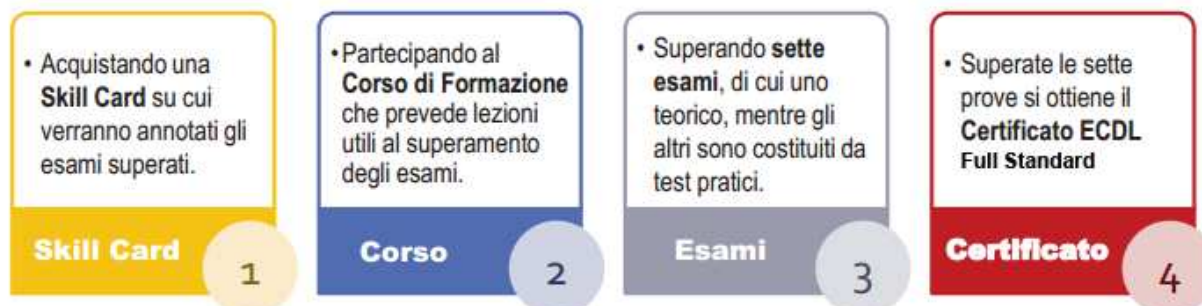 • Acquistando una
Skill Card su cui
verranno annotati gli
esami superati.
Skill Card
1
• Partecipando al
Corso di Formazione
che prevede lezioni
utili al superamento
degli esami.
Corso
2
• Superando sette
esami, di cui uno
teorico, mentre gli
altri sono costituiti da
test pratici.
Esami
3
• Superate le sette
prove si ottiene il
Certificato ECDL
Full Standard
Certificato
4